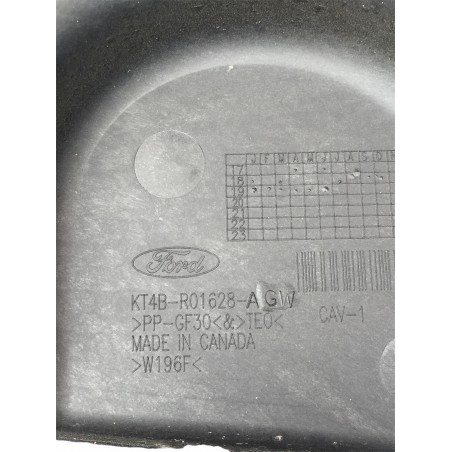 J F M A M J J A S O N
17
18
19
20
21
22
23
Ford
KT4B-R01628-AGW
>PP-GF30<&>TEO< CAV-1
MADE IN CANADA
>W196F<